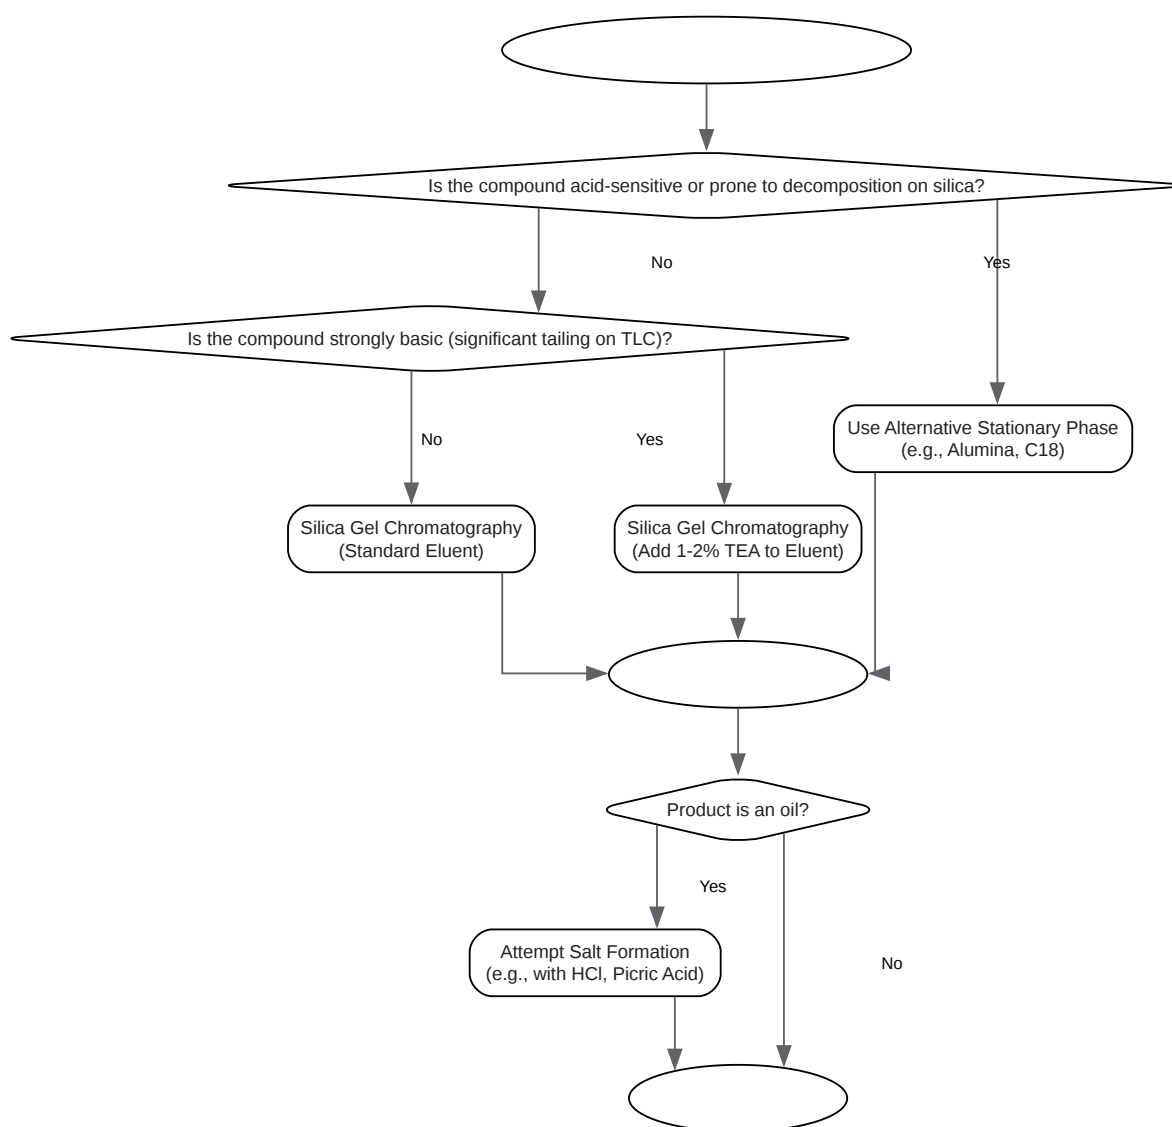 Is the compound acid-sensitive or prone to decomposition on silica?
No
Yes
Is the compound strongly basic (significant tailing on TLC)?
No
Yes
Use Alternative Stationary Phase
(e.g., Alumina, C18)
Silica Gel Chromatography
(Standard Eluent)
Silica Gel Chromatography
(Add 1-2% TEA to Eluent)
Product is an oil?
Yes
Attempt Salt Formation
(e.g., with HCl, Picric Acid)
No